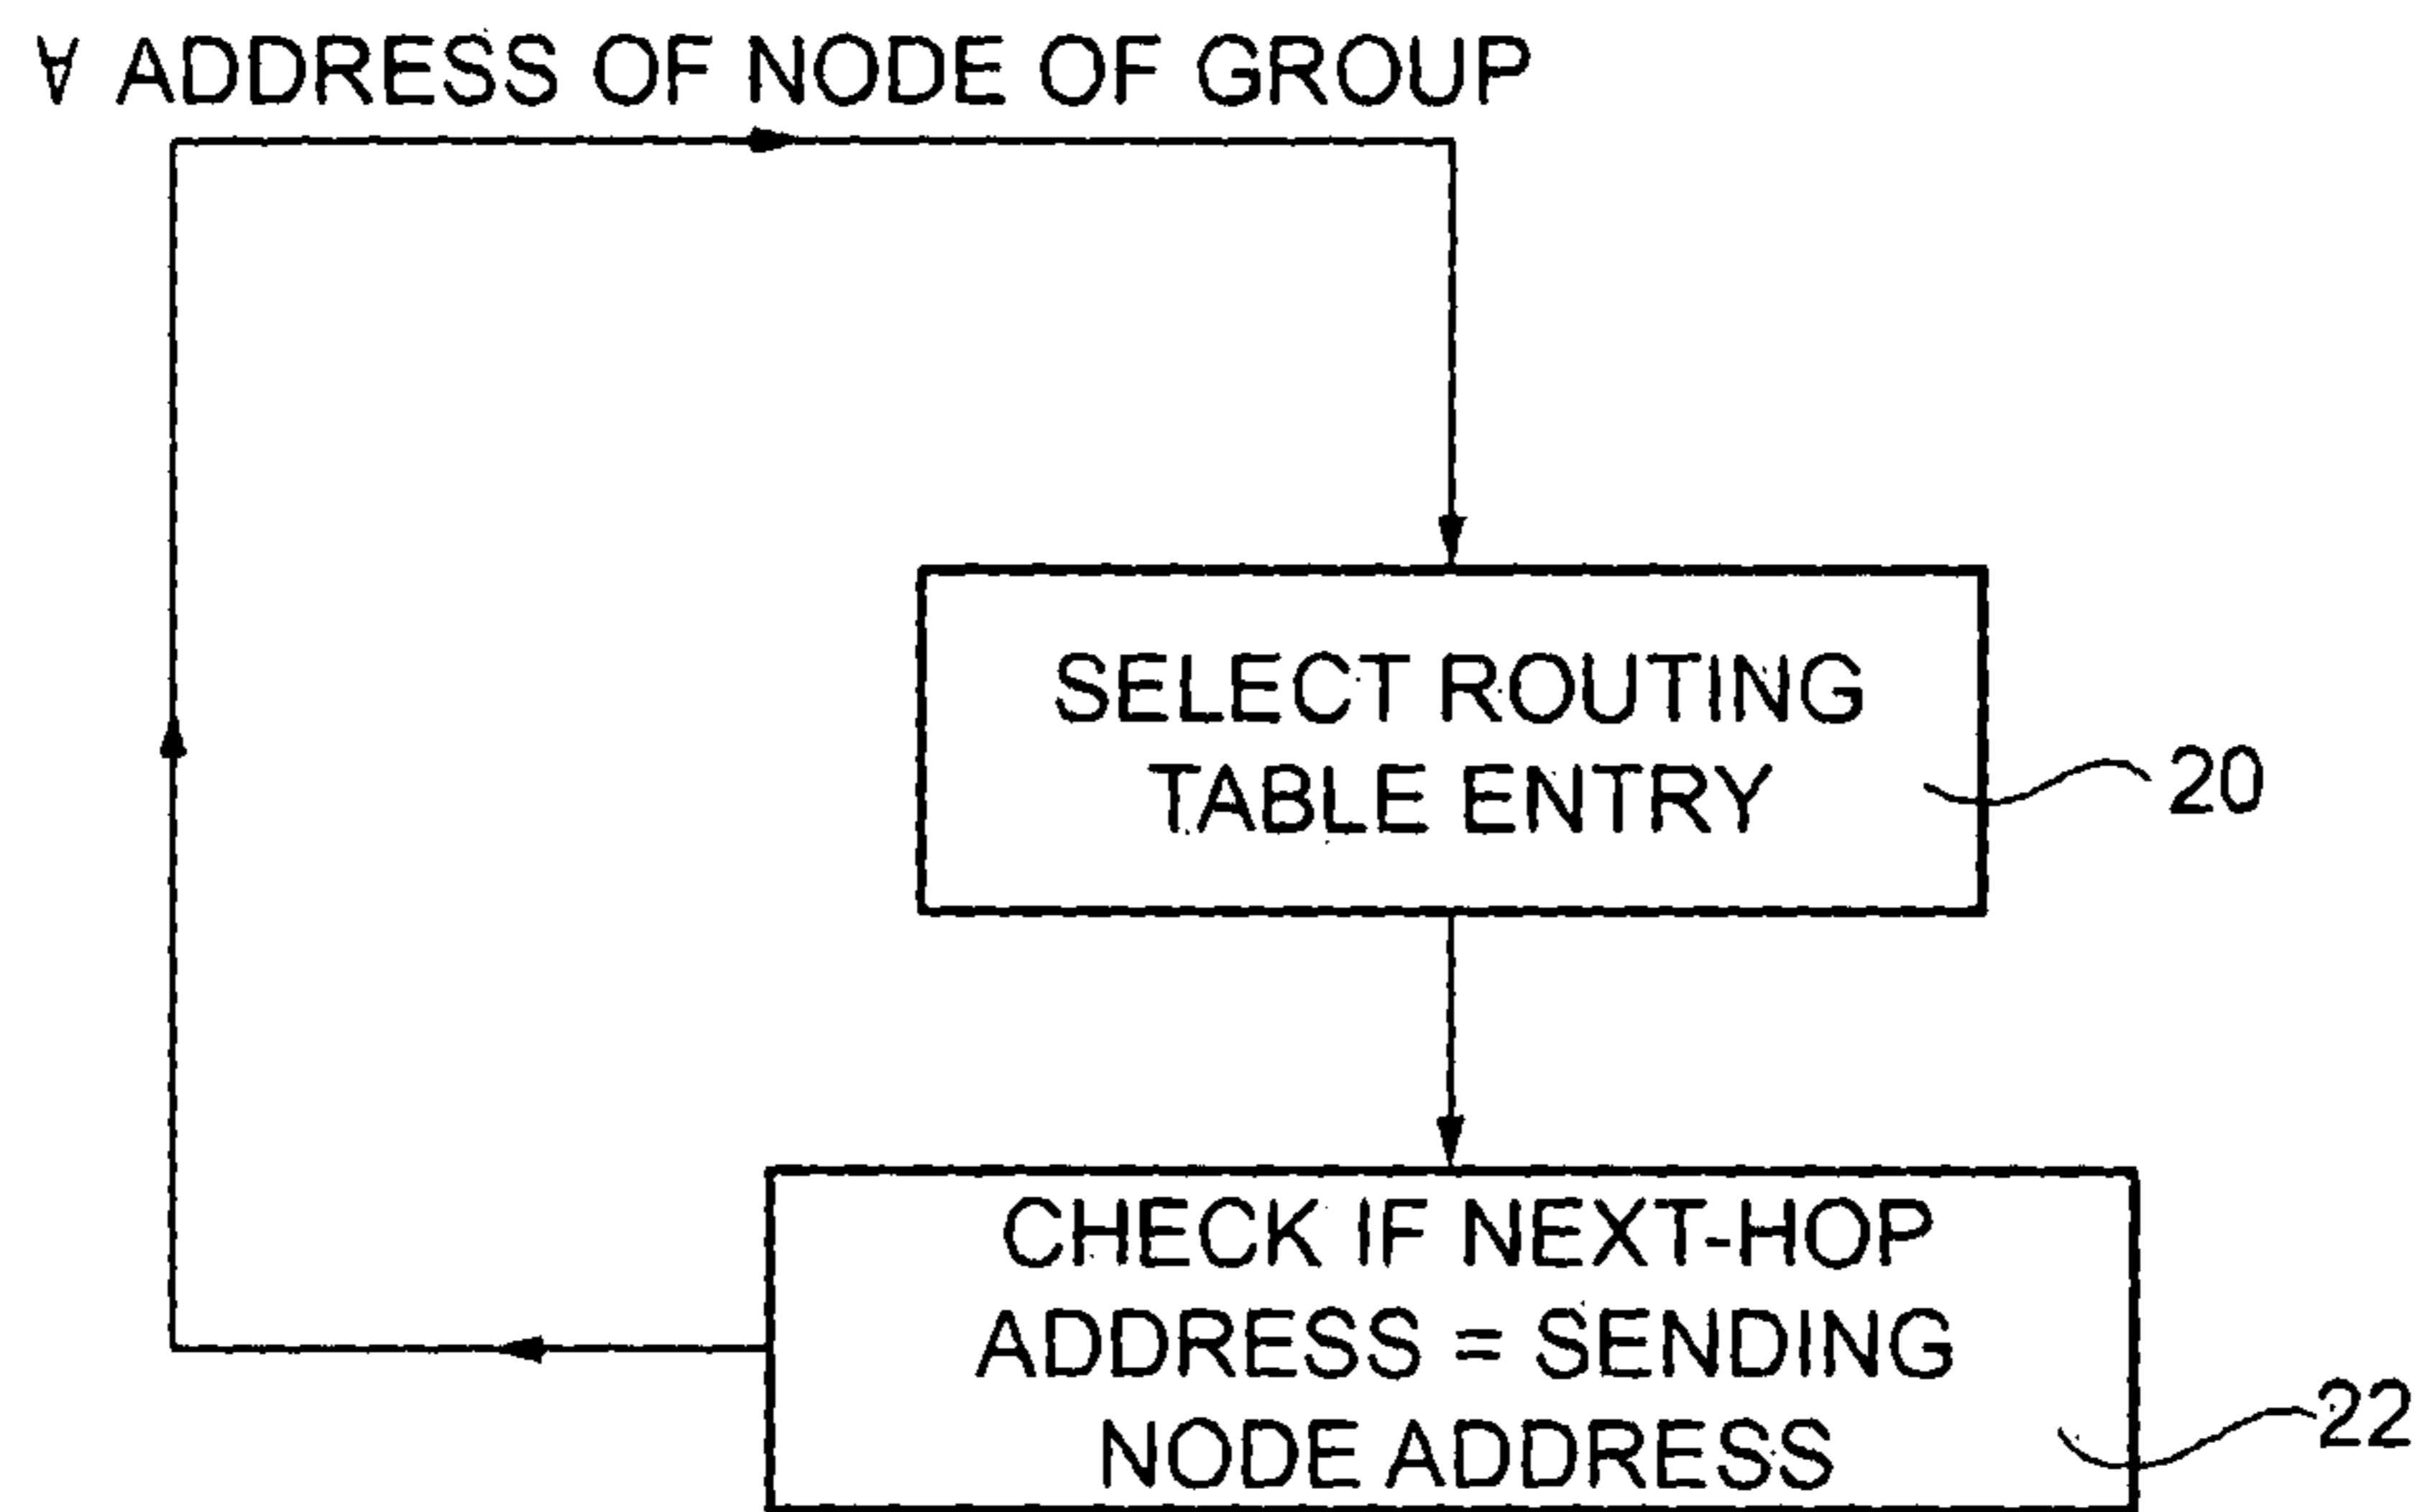 ∀ ADDRESS OF NODE OF GROUP
SELECT ROUTING
TABLE ENTRY
20
CHECK IF NEXT-HOP
ADDRESS = SENDING
NODE ADDRESS
22